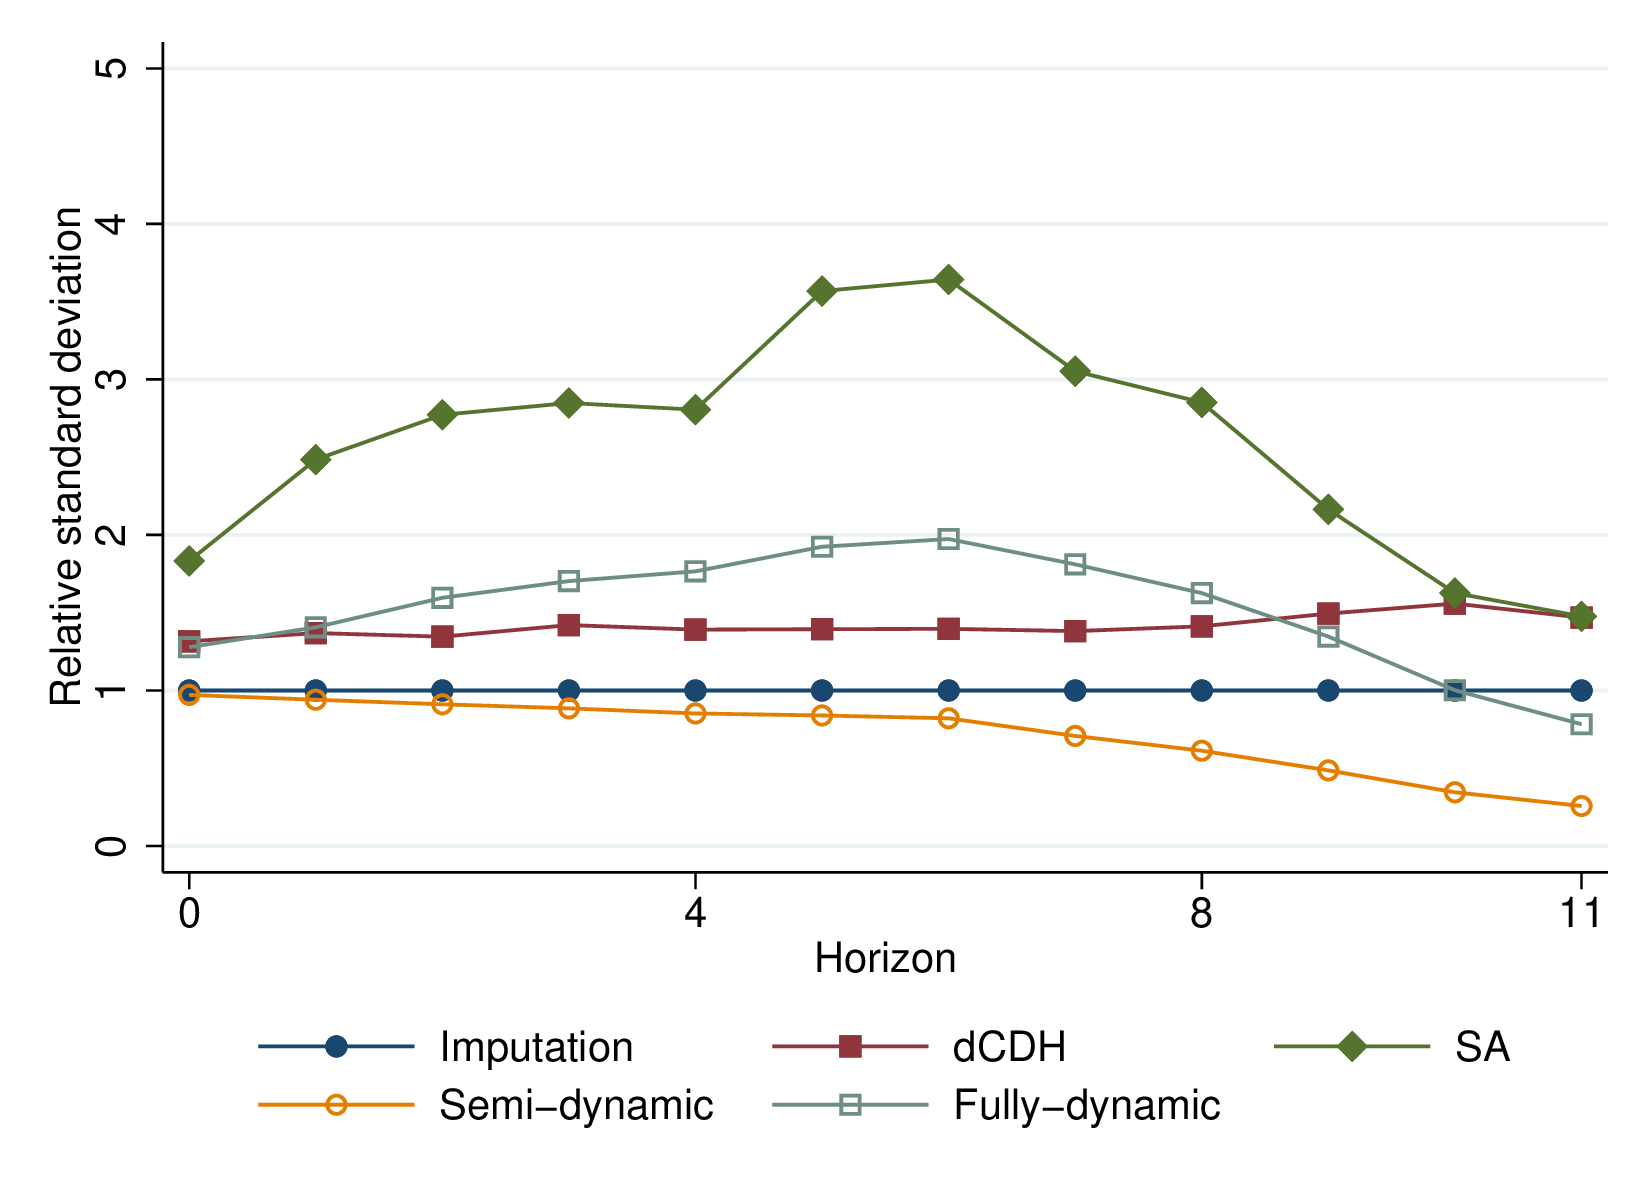 Relative standard deviation
5
4
3
2
1
0
0 4 8 11
Horizon
Imputation dCDH SA
Semi−dynamic Fully−dynamic